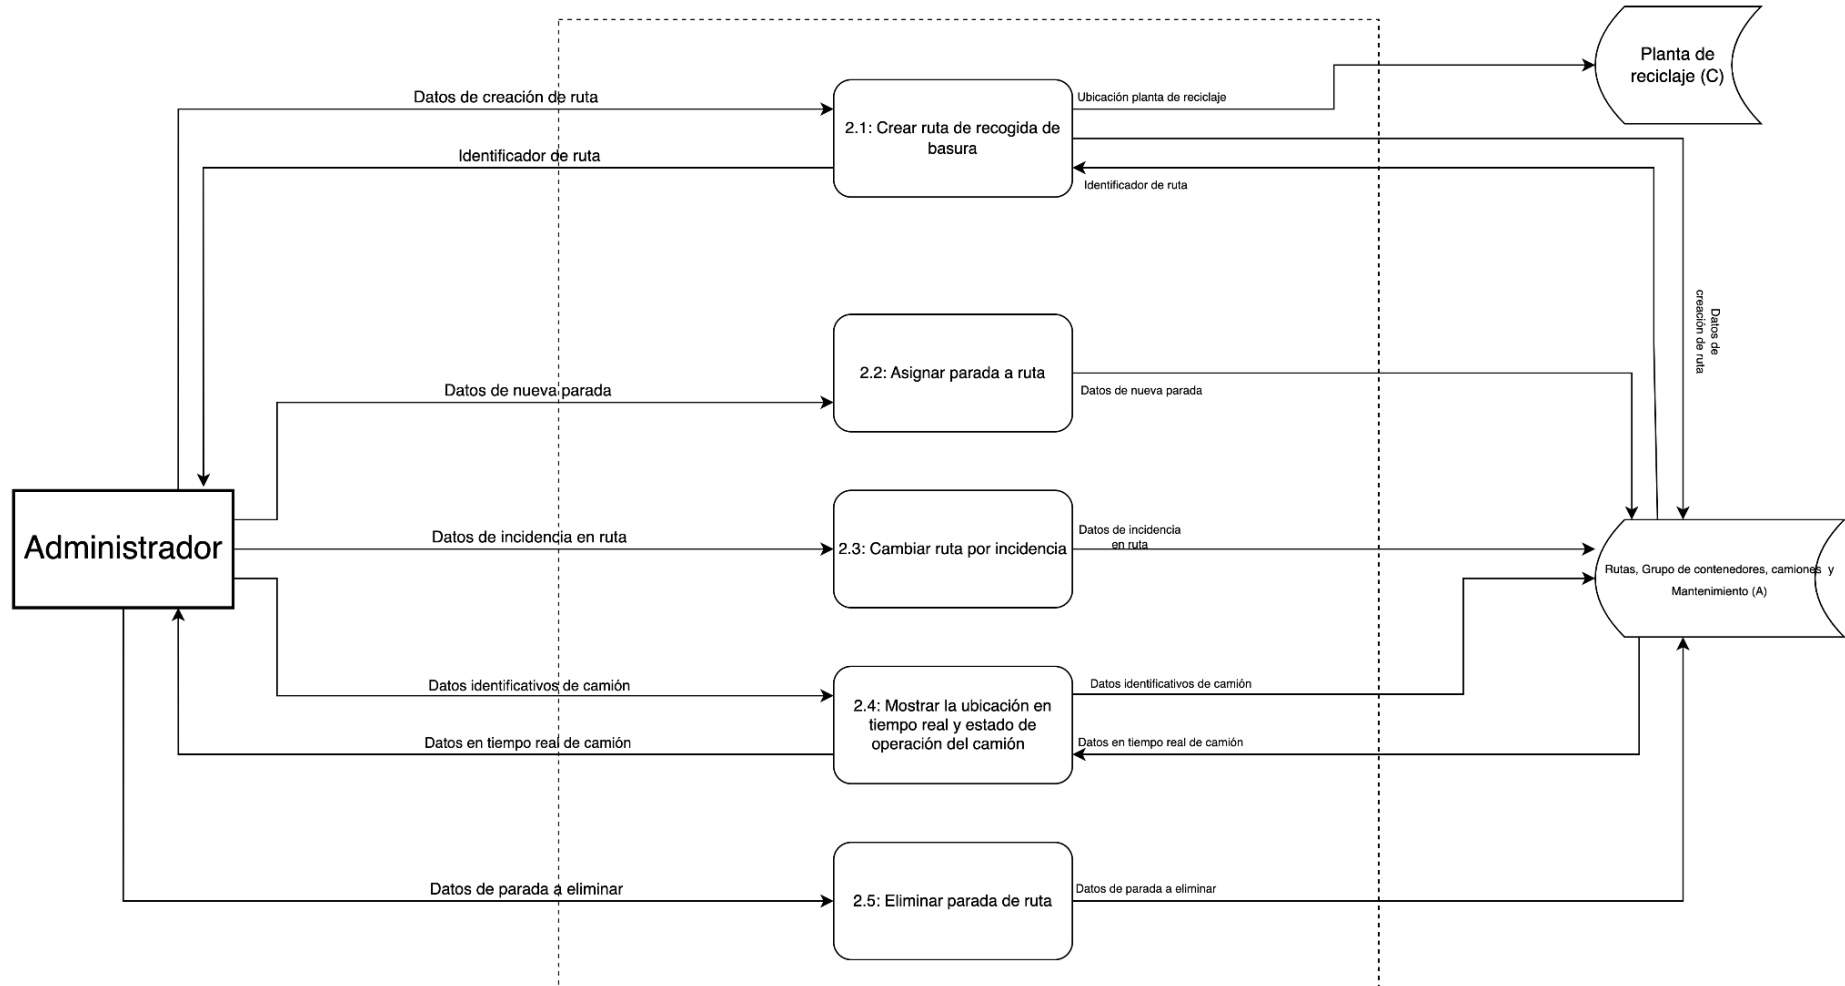 Planta de
reciclaje (C)
Datos de creación de ruta
Ubicación planta de reciclaje
2.1: Crear ruta de recogida de
basura
Identificador de ruta
Identificador de ruta
Datos de
creación de ruta
2.2: Asignar parada a ruta
Datos de nueva parada
Datos de nueva parada
Administrador
Datos de incidencia en ruta
2.3: Cambiar ruta por incidencia
Datos de incidencia
en ruta
Rutas, Grupo de contenedores, camiones y
Mantenimiento (A)
Datos identificativos de camión
Datos identificativos de camión
2.4: Mostrar la ubicación en
tiempo real y estado de
operación del camión
Datos en tiempo real de camión
Datos en tiempo real de camión
Datos de parada a eliminar
2.5: Eliminar parada de ruta
Datos de parada a eliminar